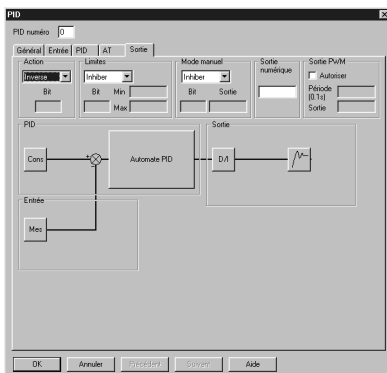 PID
PID numéro 0
Général Entrée PID AT Sortie
Action Limites Mode manuel Sortie numérique Sortie PWM
Inverse Inhiber Inhiber Autoriser
Bit Bit Min Bit Sortie Période (0.1s)
Max Sortie
PID Sortie
Cons + - Automate PID D/I
Entrée
Mes
OK Annuler Précédent Suivant Aide